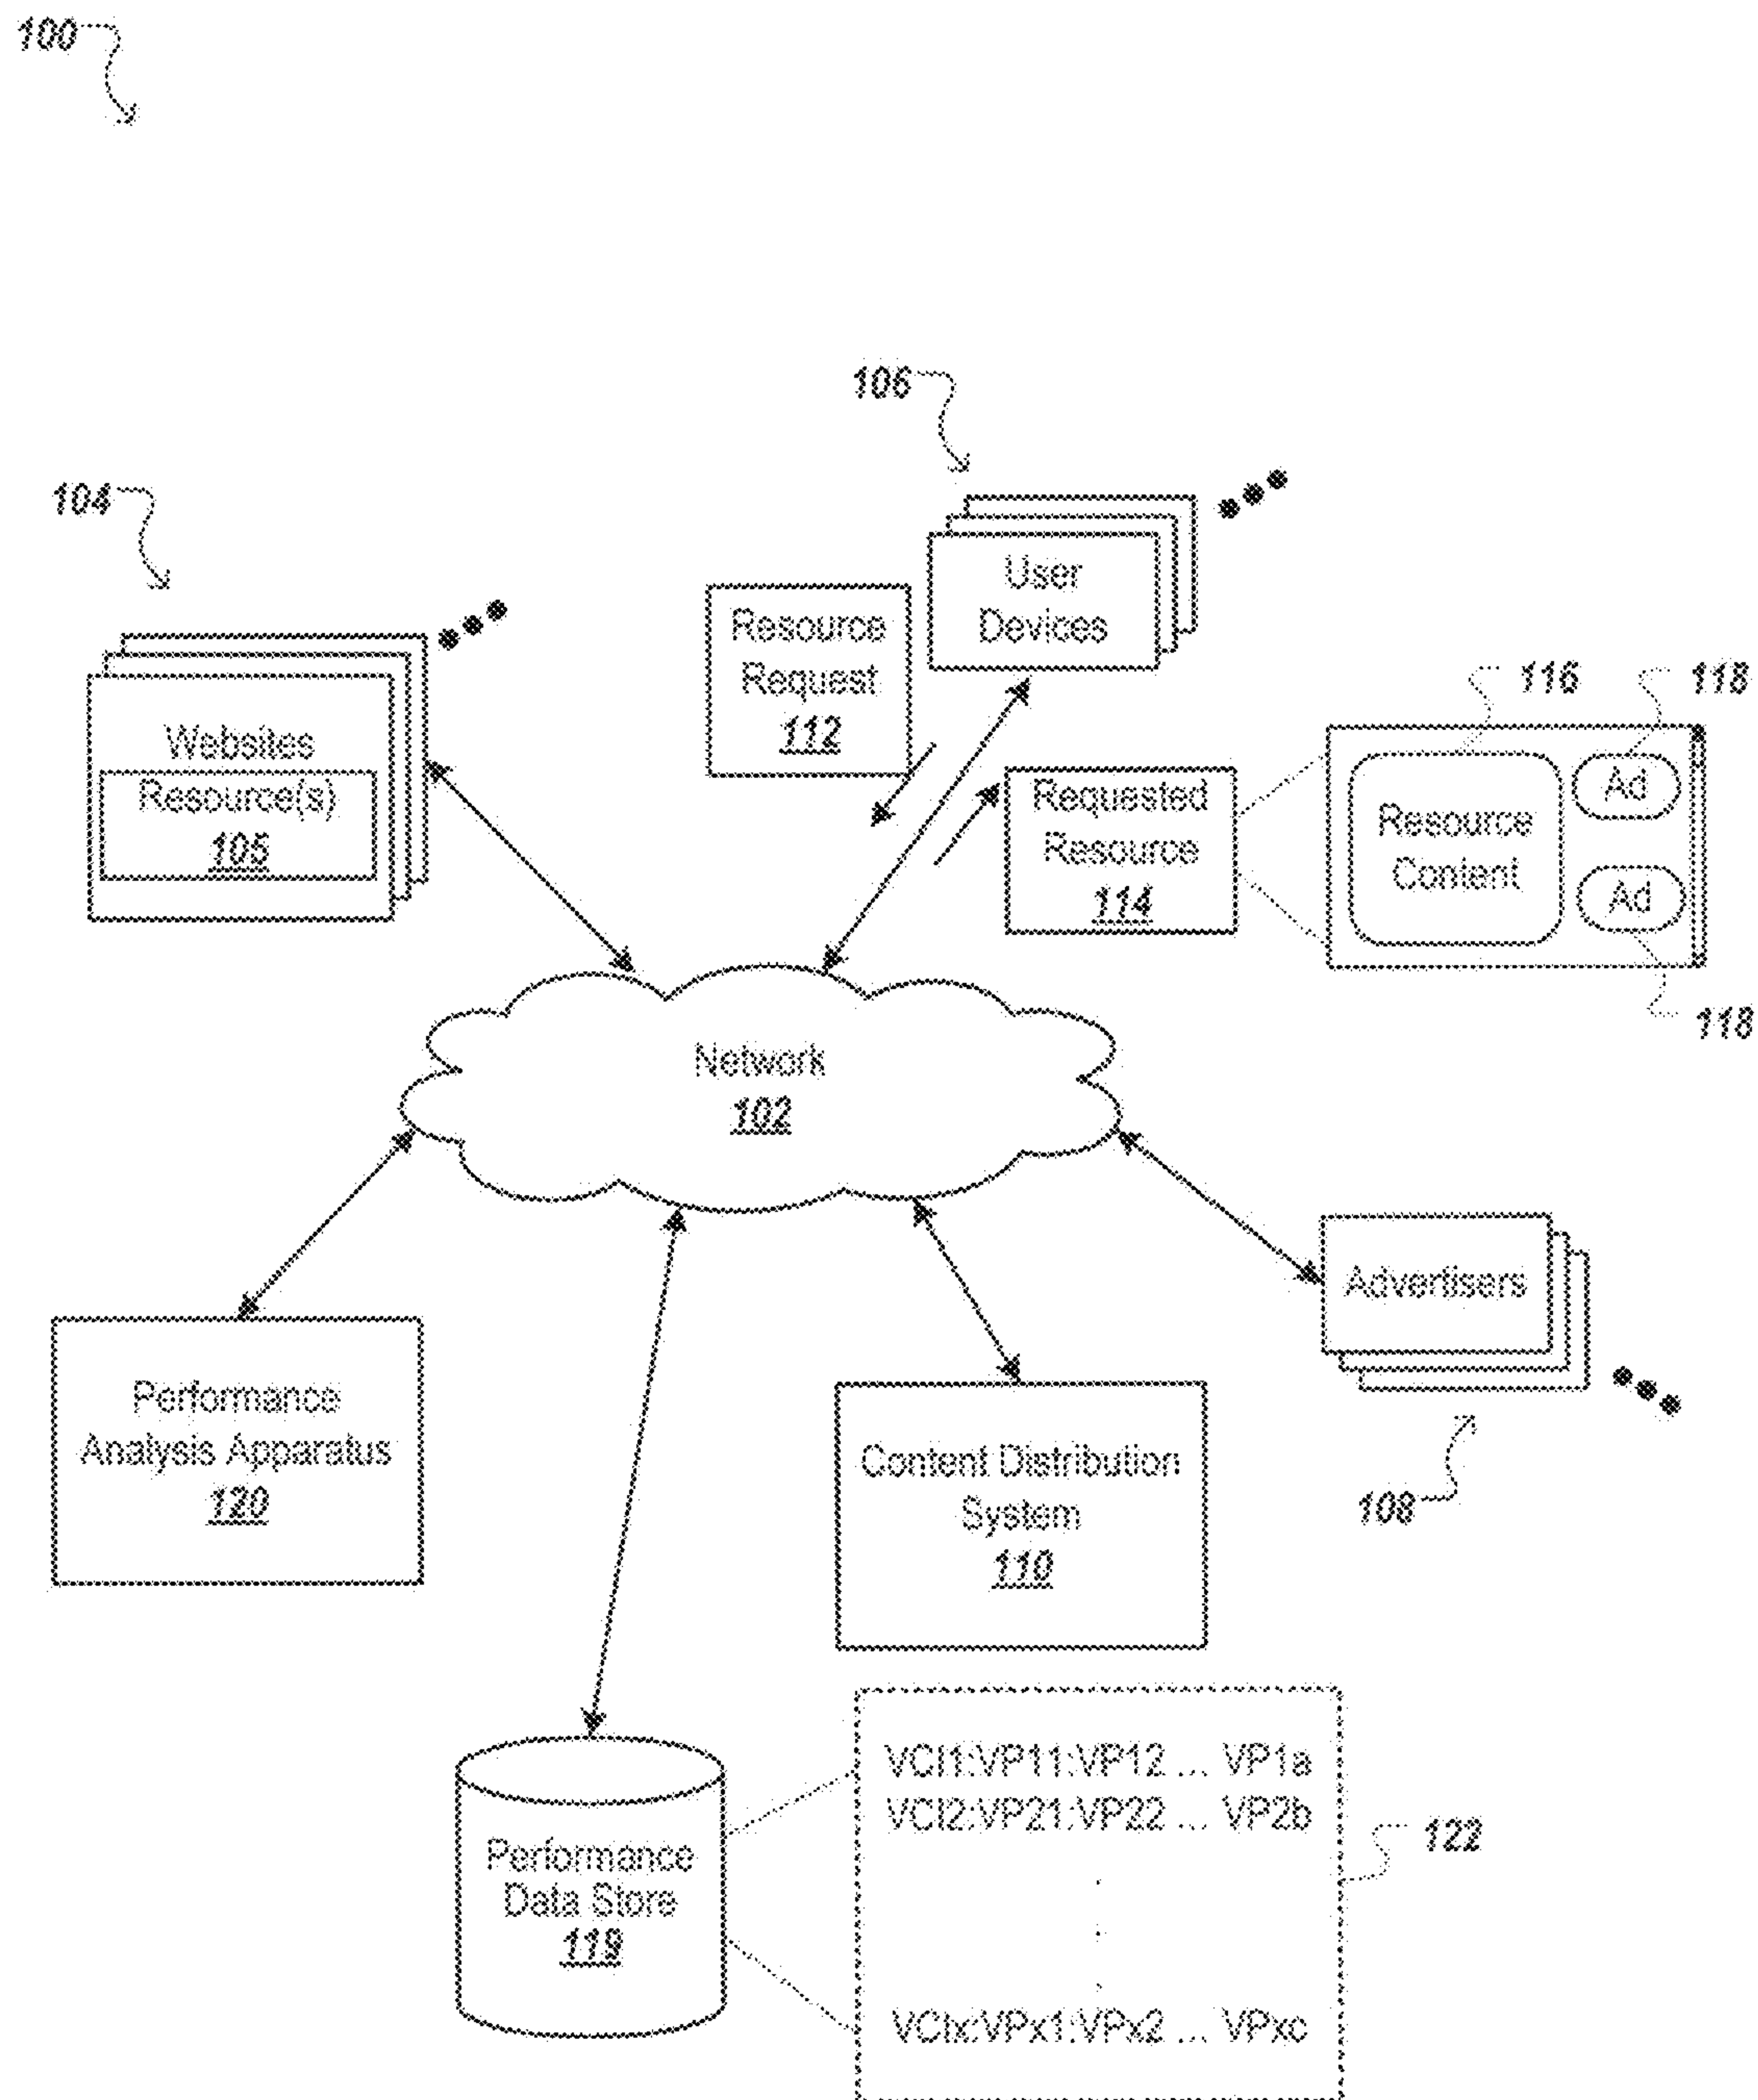 100
106
104
User
Devices
Resource
Request
112
116
118
Websites
Resource(s)
105
Requested
Resource
114
Resource
Content
Ad
Ad
118
Network
102
Advertisers
108
Performance
Analysis Apparatus
120
Content Distribution
System
110
VCI1:VP11:VP12 ... VP1a
VCI2:VP21:VP22 ... VP2b
.
.
.
VCIx:VPx1:VPx2 ... VPxc
122
Performance
Data Store
119